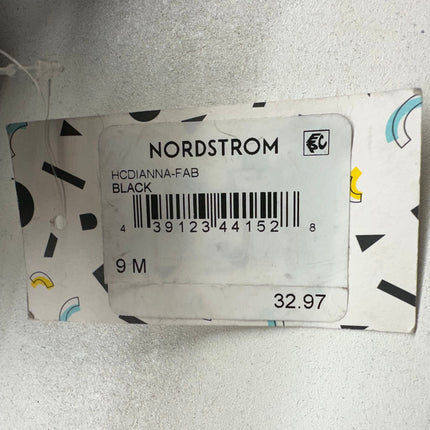 NORDSTROM
HCDIANNA-FAB
BLACK
4 39123 44152 8
9 M
32.97